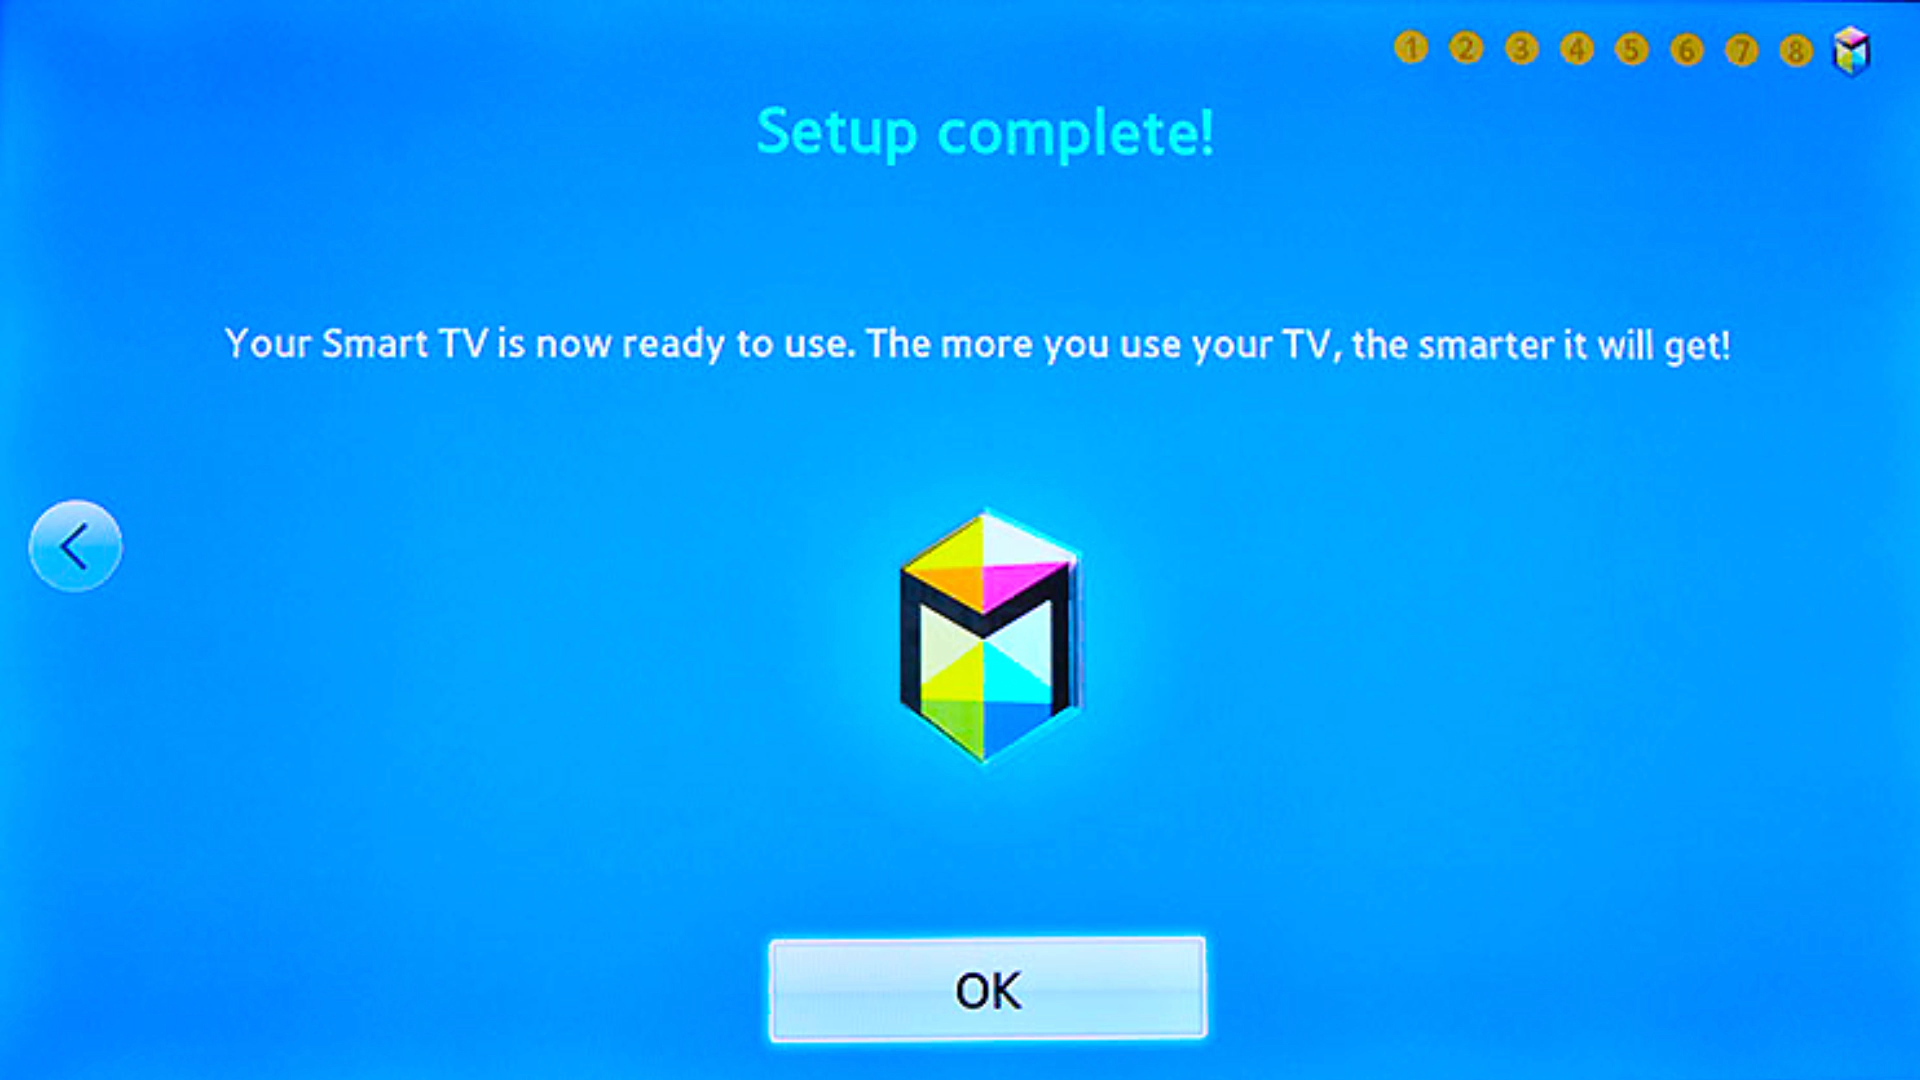 1 2 3 4 5 6 7 8
Setup complete!
Your Smart TV is now ready to use. The more you use your TV, the smarter it will get!
OK